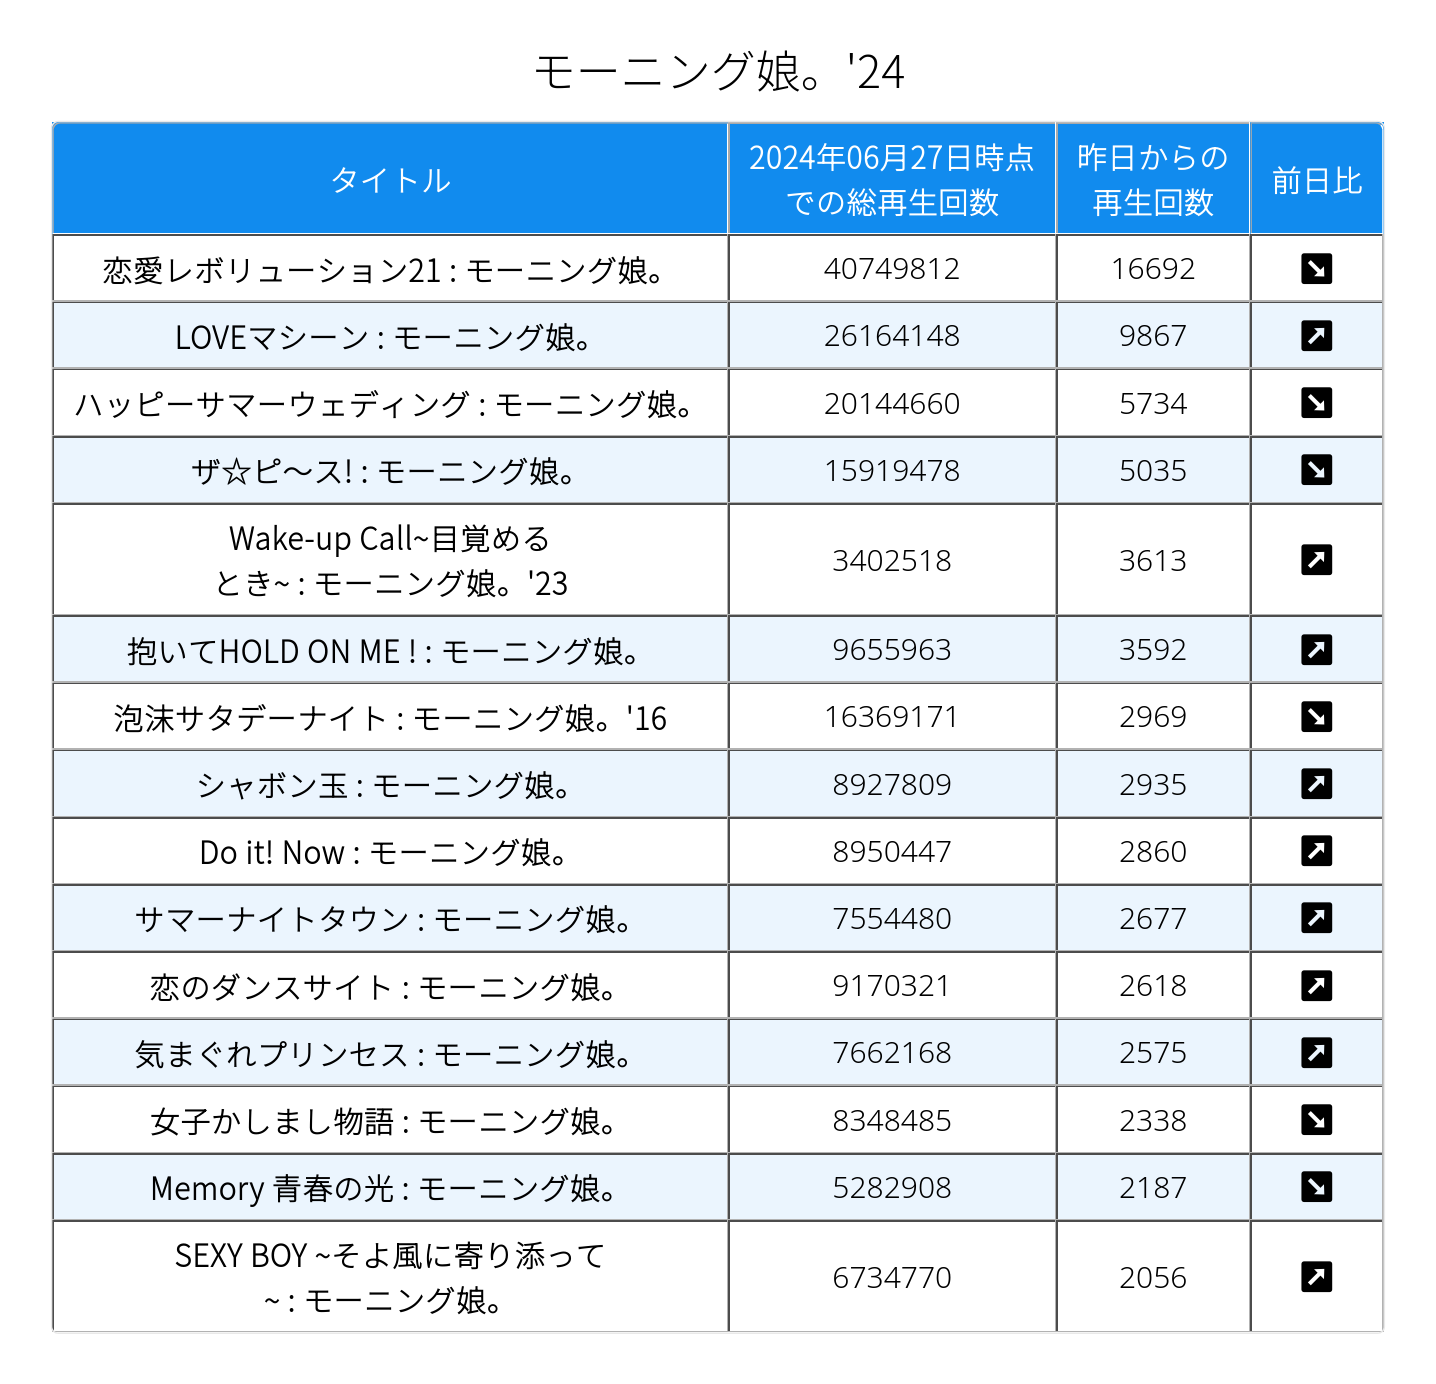 モーニング娘。'24
タイトル
2024年06月27日時点
での総再生回数
昨日からの
再生回数
前日比
恋愛レボリューション21 : モーニング娘。 40749812 16692 ↘
LOVEマシーン : モーニング娘。 26164148 9867 ↗
ハッピーサマーウェディング : モーニング娘。 20144660 5734 ↘
ザ☆ピ〜ス! : モーニング娘。 15919478 5035 ↘
Wake-up Call~目覚める
とき~ : モーニング娘。'23 3402518 3613 ↗
抱いてHOLD ON ME ! : モーニング娘。 9655963 3592 ↗
泡沫サタデーナイト : モーニング娘。'16 16369171 2969 ↘
シャボン玉 : モーニング娘。 8927809 2935 ↗
Do it! Now : モーニング娘。 8950447 2860 ↗
サマーナイトタウン : モーニング娘。 7554480 2677 ↗
恋のダンスサイト : モーニング娘。 9170321 2618 ↗
気まぐれプリンセス : モーニング娘。 7662168 2575 ↗
女子かしまし物語 : モーニング娘。 8348485 2338 ↘
Memory 青春の光 : モーニング娘。 5282908 2187 ↘
SEXY BOY ~そよ風に寄り添って
~ : モーニング娘。 6734770 2056 ↗